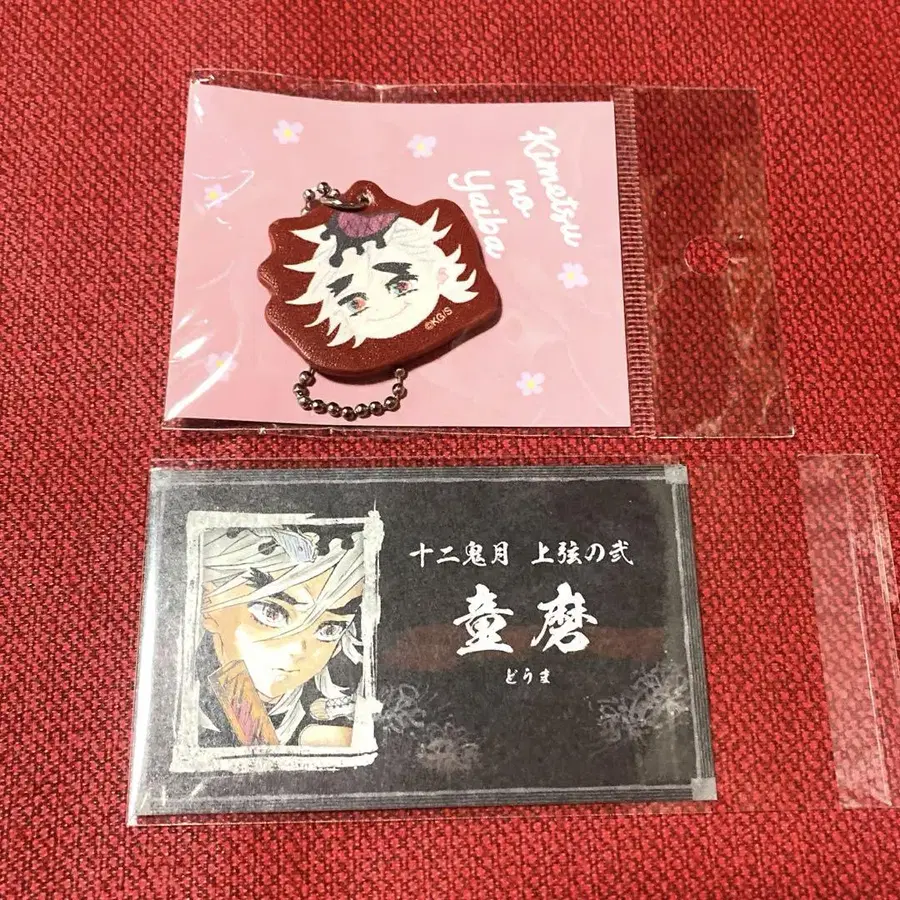 Kimetsu
no
Yaiba
©KG/S
十二鬼月 上弦の弐
童磨
どうま